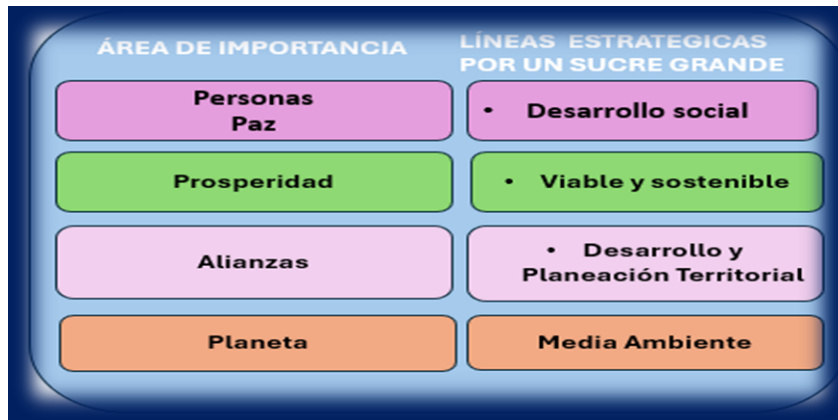 ÁREA DE IMPORTANCIA
LÍNEAS ESTRATEGICAS
POR UN SUCRE GRANDE
Personas
Paz
• Desarrollo social
Prosperidad
• Viable y sostenible
Alianzas
• Desarrollo y
Planeación Territorial
Planeta
Media Ambiente